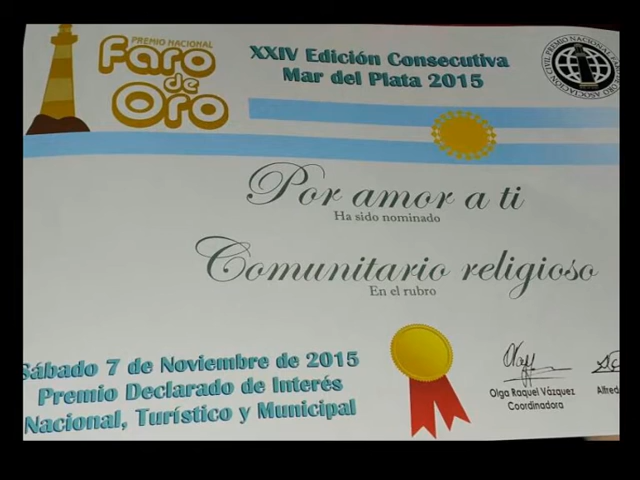 PREMIO NACIONAL
Faro
de
Oro
XXIV Edición Consecutiva
Mar del Plata 2015
Por amor a ti
Ha sido nominado
Comunitario religioso
En el rubro
Sábado 7 de Noviembre de 2015
Premio Declarado de Interés
Nacional, Turístico y Municipal
Olga Raquel Vázquez
Coordinadora